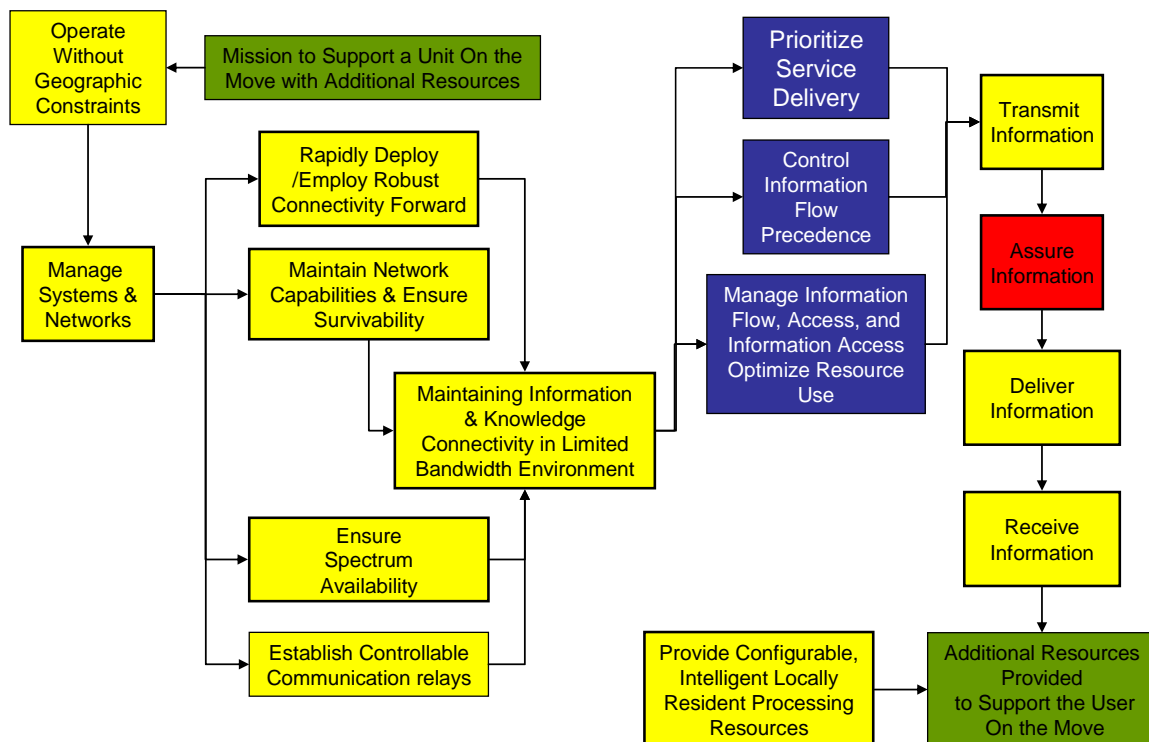 Operate
Without
Geographic
Constraints
Mission to Support a Unit On the
Move with Additional Resources
Rapidly Deploy
/Employ Robust
Connectivity Forward
Manage
Systems &
Networks
Maintain Network
Capabilities & Ensure
Survivability
Maintaining Information
& Knowledge
Connectivity in Limited
Bandwidth Environment
Ensure
Spectrum
Availability
Establish Controllable
Communication relays
Prioritize
Service
Delivery
Control
Information
Flow
Precedence
Manage Information
Flow, Access, and
Information Access
Optimize Resource
Use
Transmit
Information
Assure
Information
Deliver
Information
Receive
Information
Provide Configurable,
Intelligent Locally
Resident Processing
Resources
Additional Resources
Provided
to Support the User
On the Move